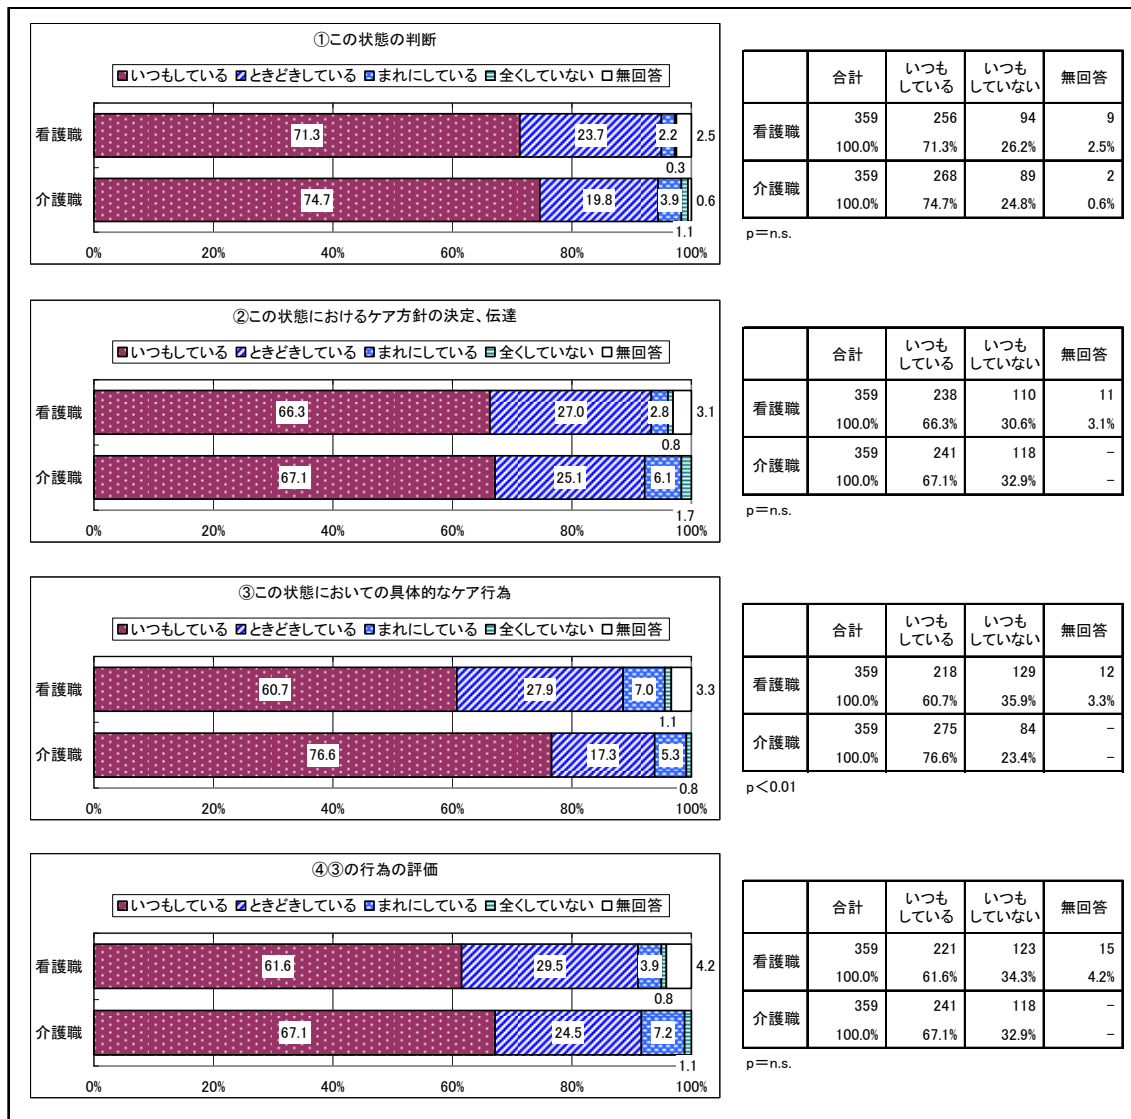 ①この状態の判断
いつもしている ときどきしている まれにしている 全くしていない 無回答
看護職 71.3 23.7 2.2 2.5
0.3
介護職 74.7 19.8 3.9 0.6
1.1
0% 20% 40% 60% 80% 100%
合計 いつも している いつも していない 無回答
看護職 359 256 94 9
100.0% 71.3% 26.2% 2.5%
介護職 359 268 89 2
100.0% 74.7% 24.8% 0.6%
p=n.s.
②この状態におけるケア方針の決定、伝達
いつもしている ときどきしている まれにしている 全くしていない 無回答
看護職 66.3 27.0 2.8 3.1
0.8
介護職 67.1 25.1 6.1
1.7
0% 20% 40% 60% 80% 100%
合計 いつも している いつも していない 無回答
看護職 359 238 110 11
100.0% 66.3% 30.6% 3.1%
介護職 359 241 118 -
100.0% 67.1% 32.9% -
p=n.s.
③この状態においての具体的なケア行為
いつもしている ときどきしている まれにしている 全くしていない 無回答
看護職 60.7 27.9 7.0 3.3
1.1
介護職 76.6 17.3 5.3
0.8
0% 20% 40% 60% 80% 100%
合計 いつも している いつも していない 無回答
看護職 359 218 129 12
100.0% 60.7% 35.9% 3.3%
介護職 359 275 84 -
100.0% 76.6% 23.4% -
p<0.01
④③の行為の評価
いつもしている ときどきしている まれにしている 全くしていない 無回答
看護職 61.6 29.5 3.9 4.2
0.8
介護職 67.1 24.5 7.2
1.1
0% 20% 40% 60% 80% 100%
合計 いつも している いつも していない 無回答
看護職 359 221 123 15
100.0% 61.6% 34.3% 4.2%
介護職 359 241 118 -
100.0% 67.1% 32.9% -
p=n.s.